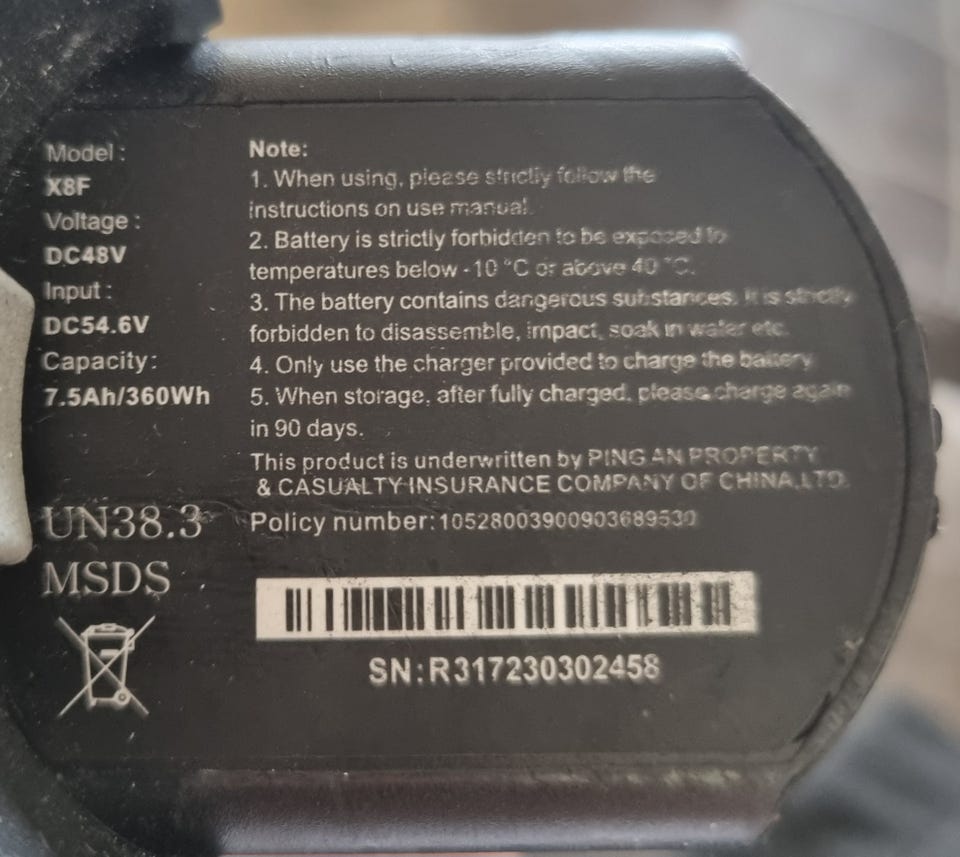 Model :
X8F
Voltage :
DC48V
Input :
DC54.6V
Capacity:
7.5Ah/360Wh
UN38.3
MSDS
Note:
1. When using, please strictly follow the
instructions on use manual.
2. Battery is strictly forbidden to be exposed to
temperatures below -10 °C or above 40 °C.
3. The battery contains dangerous substances. It is strictly
forbidden to disassemble, impact, soak in water etc.
4. Only use the charger provided to charge the battery
5. When storage, after fully charged, please charge again
in 90 days.
This product is underwritten by PING AN PROPERTY
& CASUALTY INSURANCE COMPANY OF CHINA,LTD.
Policy number:10528003900903689530
SN:R317230302458